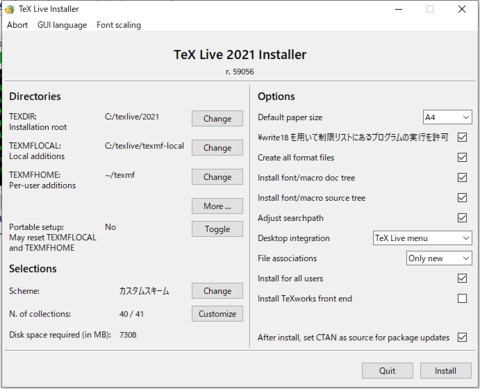 TeX Live Installer
Abort GUI language Font scaling
TeX Live 2021 Installer
r. 59056
Directories
TEXDIR: C:/texlive/2021 Change
Installation root
TEXMFLOCAL: C:/texlive/texmf-local Change
Local additions
TEXMFHOME: ~/texmf Change
Per-user additions
More ...
Portable setup: No Toggle
May reset TEXMFLOCAL
and TEXMFHOME
Selections
Scheme: カスタムスキーム Change
N. of collections: 40 / 41 Customize
Disk space required (in MB): 7308
Options
Default paper size A4
¥write18 を用いて制限リストにあるプログラムの実行を許可
Create all format files
Install font/macro doc tree
Install font/macro source tree
Adjust searchpath
Desktop integration TeX Live menu
File associations Only new
Install for all users
Install TeXworks front end
After install, set CTAN as source for package updates
Quit Install